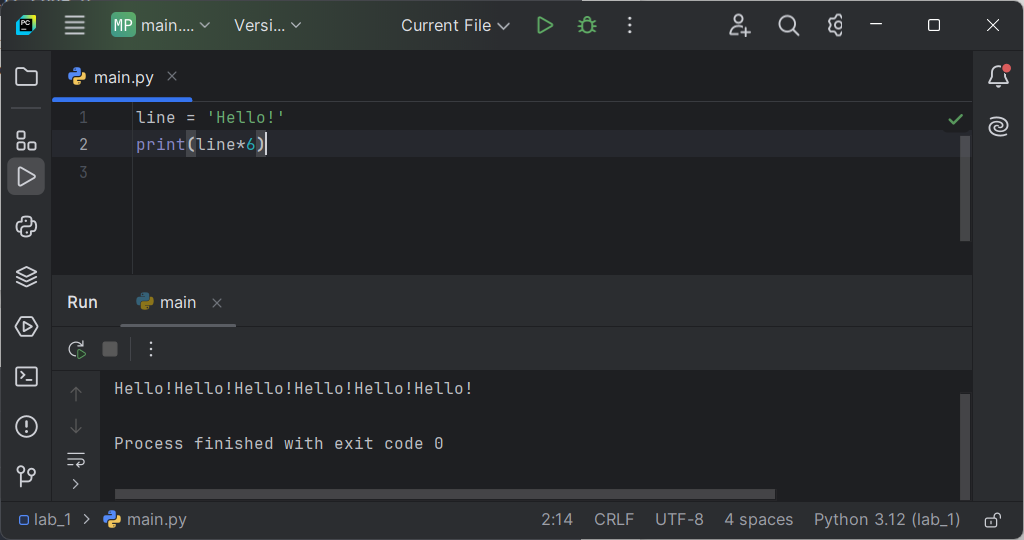 PC MP main.... Versi... Current File
main.py
1 line = 'Hello!'
2 print(line*6)
3
Run main
Hello!Hello!Hello!Hello!Hello!Hello!
Process finished with exit code 0
lab_1 > main.py 2:14 CRLF UTF-8 4 spaces Python 3.12 (lab_1)